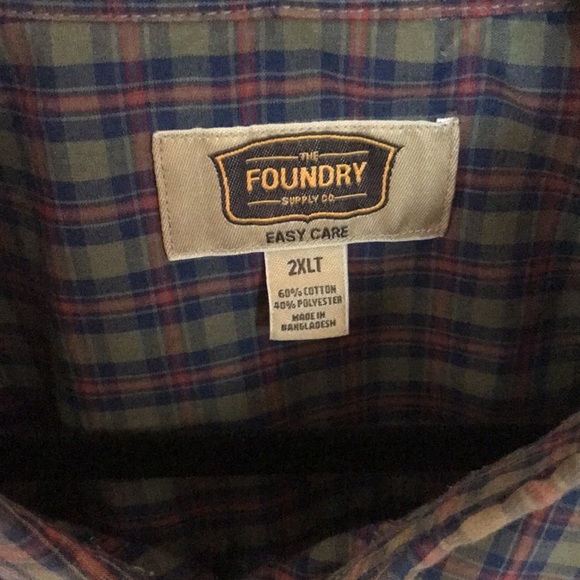 THE
FOUNDRY
SUPPLY CO.
EASY CARE
2XLT
60% COTTON
40% POLYESTER
MADE IN
BANGLADESH